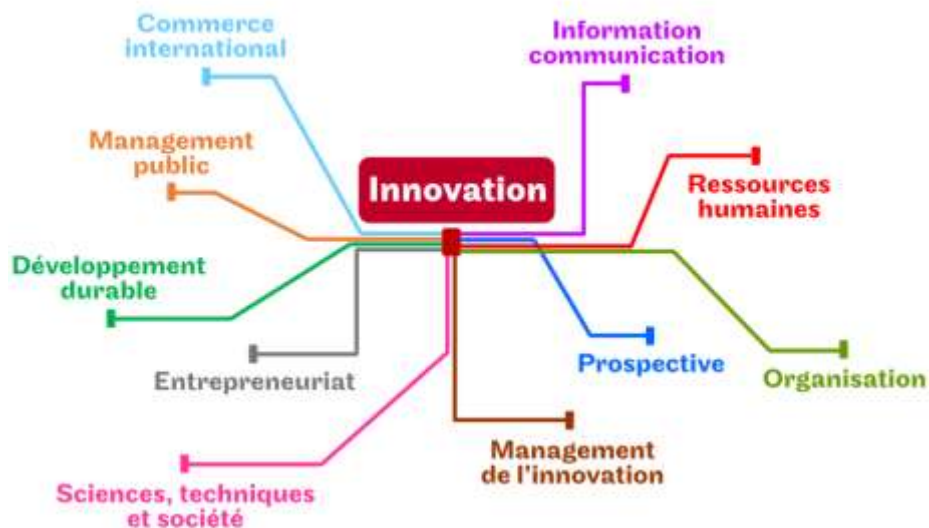 Commerce
international
Information
communication
Management
public
Innovation
Ressources
humaines
Développement
durable
Entrepreneuriat
Prospective
Organisation
Management
de l'innovation
Sciences, techniques
et société